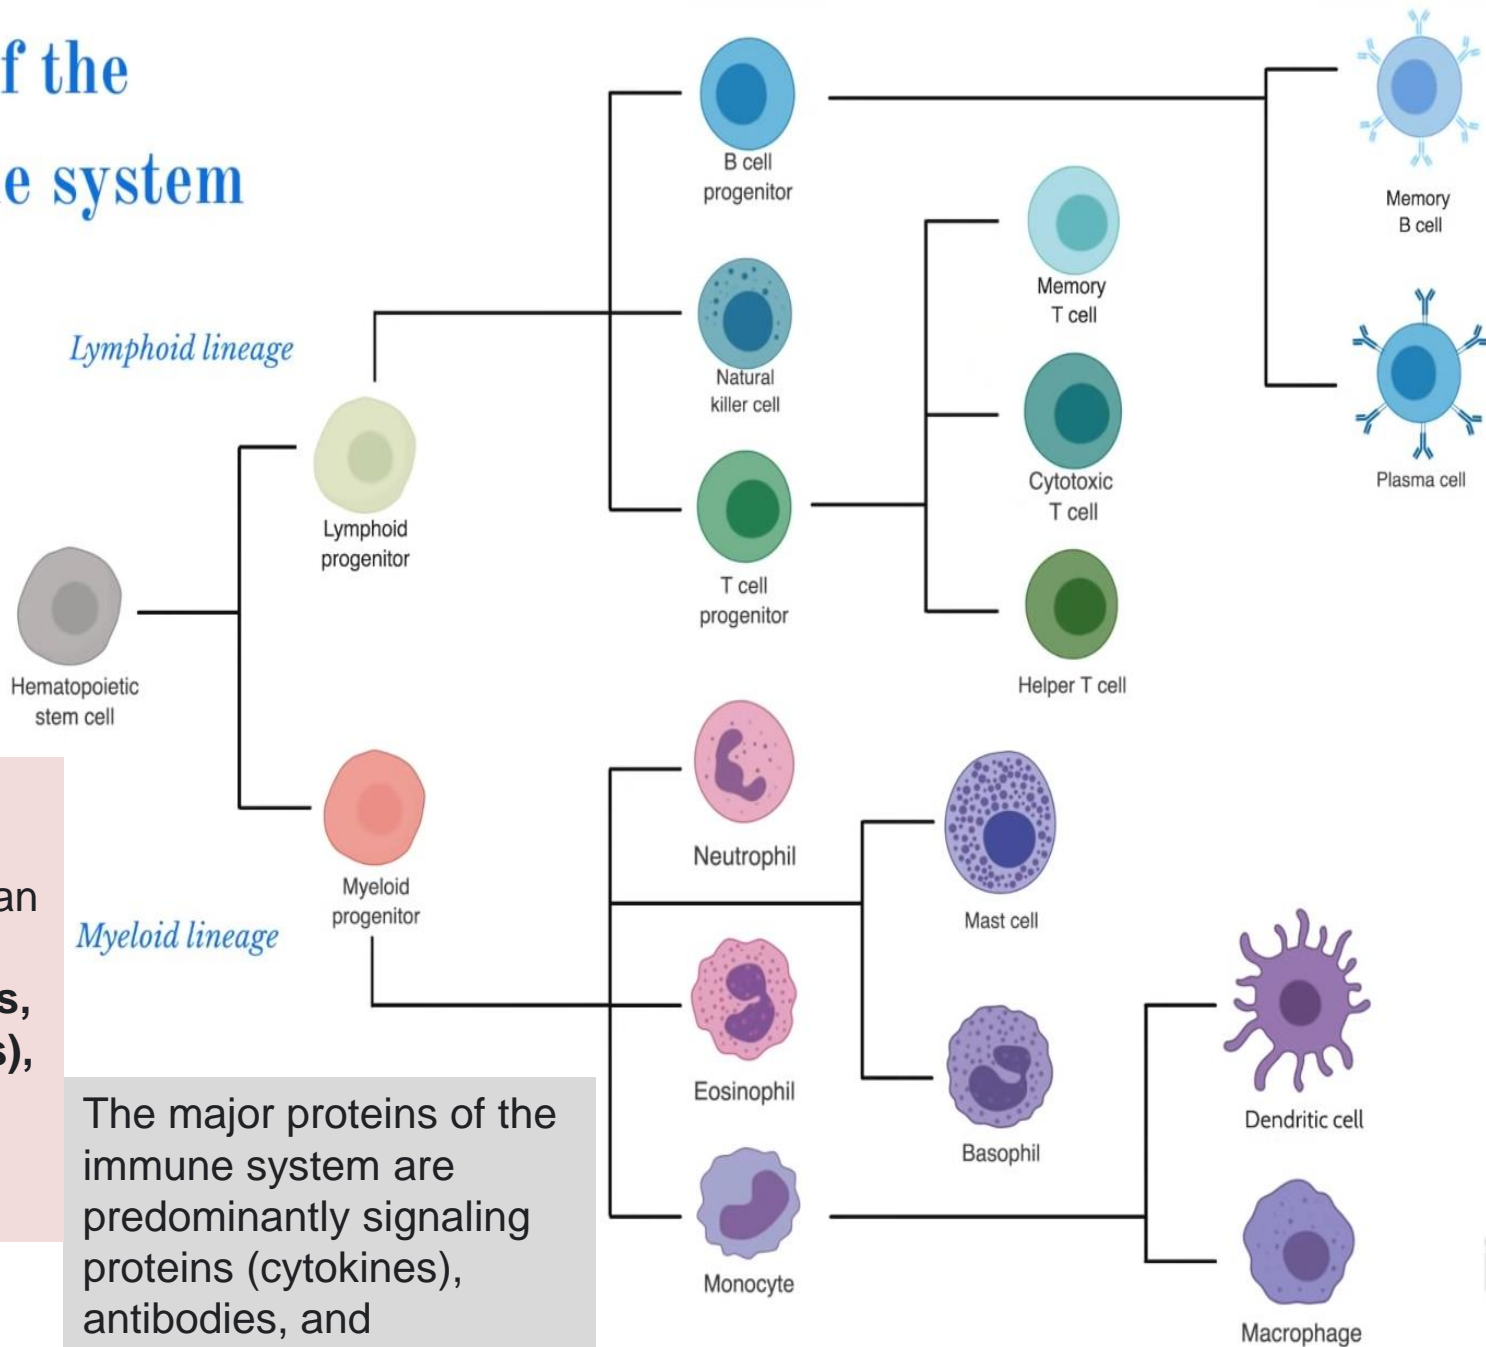 f the
e system
B cell
progenitor
Memory
B cell
Memory
T cell
Lymphoid lineage
Natural
killer cell
Cytotoxic
T cell
Plasma cell
Lymphoid
progenitor
T cell
progenitor
Helper T cell
Hematopoietic
stem cell
Neutrophil
an
Myeloid
progenitor
Mast cell
Myeloid lineage
s,
s),
Eosinophil
Dendritic cell
Basophil
The major proteins of the
immune system are
predominantly signaling
proteins (cytokines),
antibodies, and
Monocyte
Macrophage